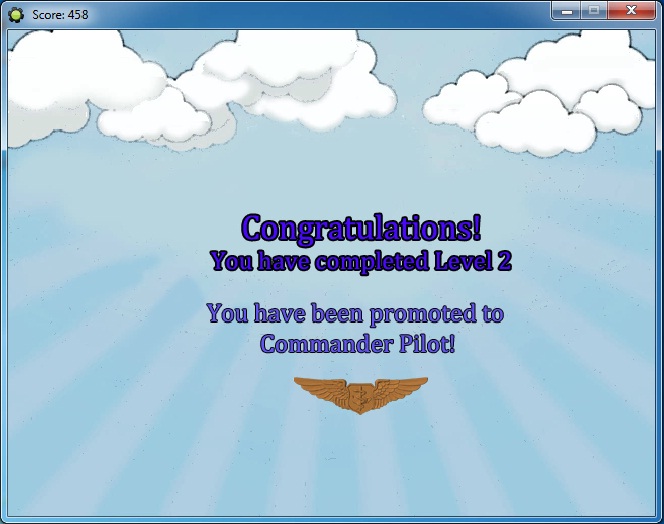 Score: 458
Congratulations!
You have completed Level 2
You have been promoted to
Commander Pilot!